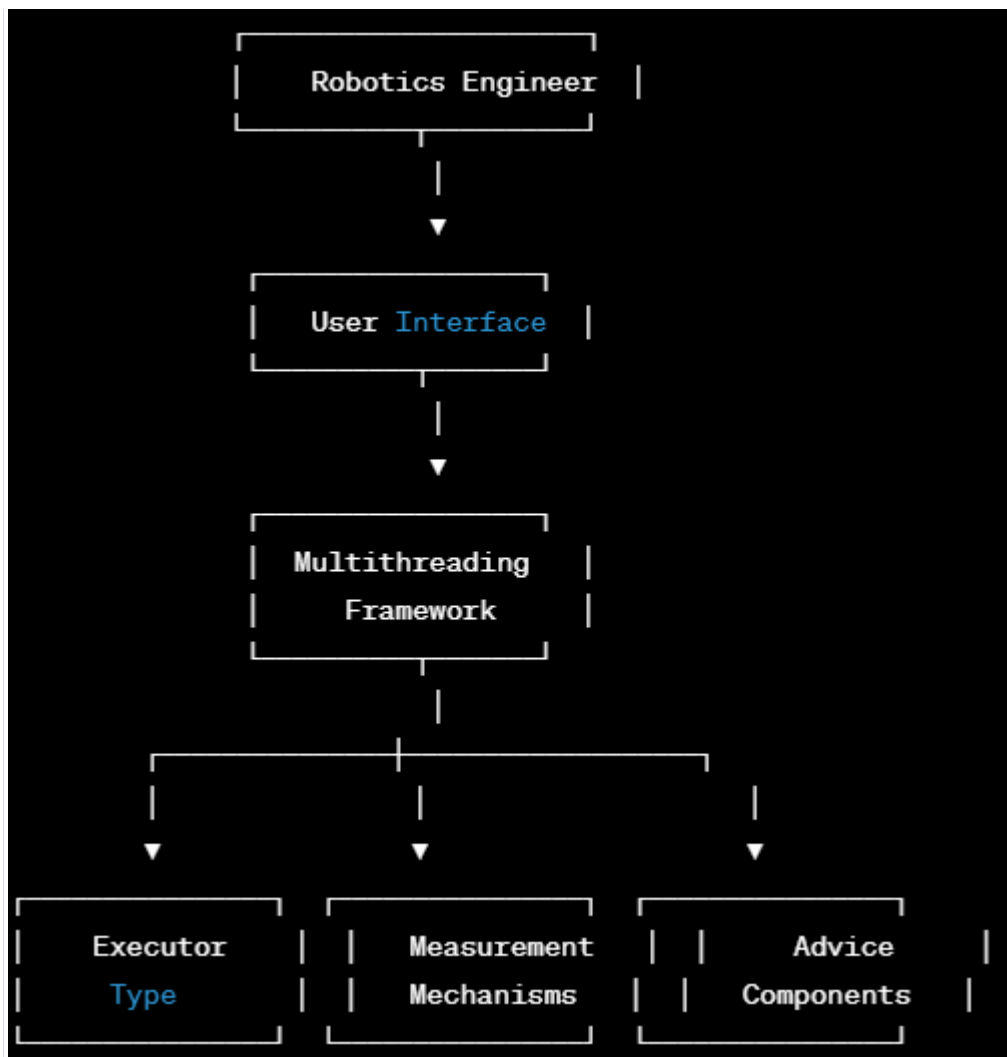 Robotics Engineer
User Interface
Multithreading
Framework
Executor Measurement Advice
Type Mechanisms Components